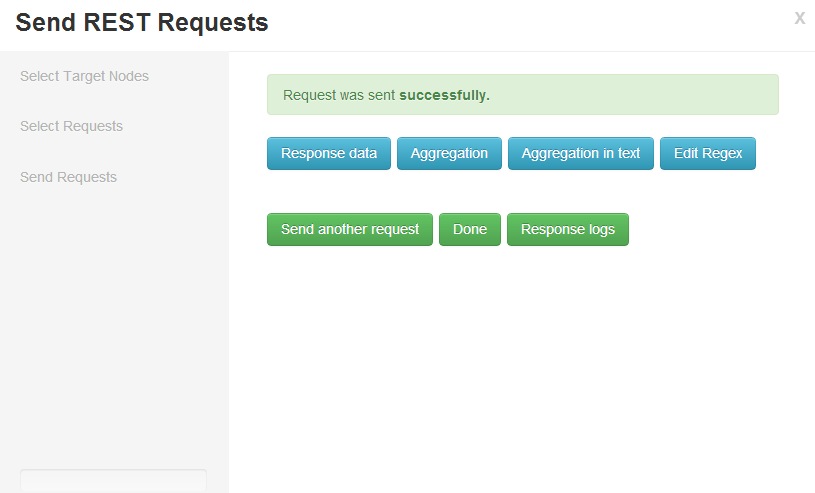 Send REST Requests
x
Select Target Nodes
Select Requests
Send Requests
Request was sent successfully.
Response data Aggregation Aggregation in text Edit Regex
Send another request Done Response logs